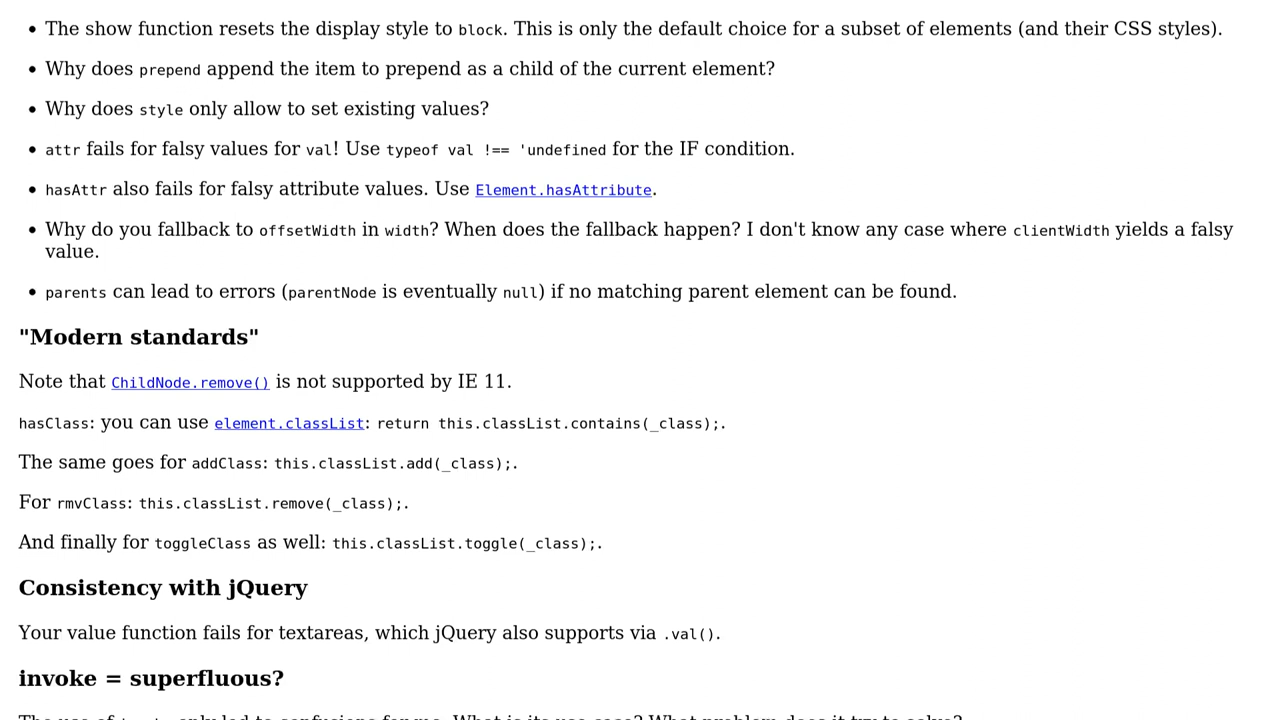 The show function resets the display style to block. This is only the default choice for a subset of elements (and their CSS styles).
Why does prepend append the item to prepend as a child of the current element?
Why does style only allow to set existing values?
attr fails for falsy values for val! Use typeof val !== 'undefined for the IF condition.
hasAttr also fails for falsy attribute values. Use Element.hasAttribute.
Why do you fallback to offsetWidth in width? When does the fallback happen? I don't know any case where clientWidth yields a falsy
value.
parents can lead to errors (parentNode is eventually null) if no matching parent element can be found.
"Modern standards"
Note that ChildNode.remove() is not supported by IE 11.
hasClass: you can use element.classList: return this.classList.contains(_class);.
The same goes for addClass: this.classList.add(_class);.
For rmvClass: this.classList.remove(_class);.
And finally for toggleClass as well: this.classList.toggle(_class);.
Consistency with jQuery
Your value function fails for textareas, which jQuery also supports via .val().
invoke = superfluous?